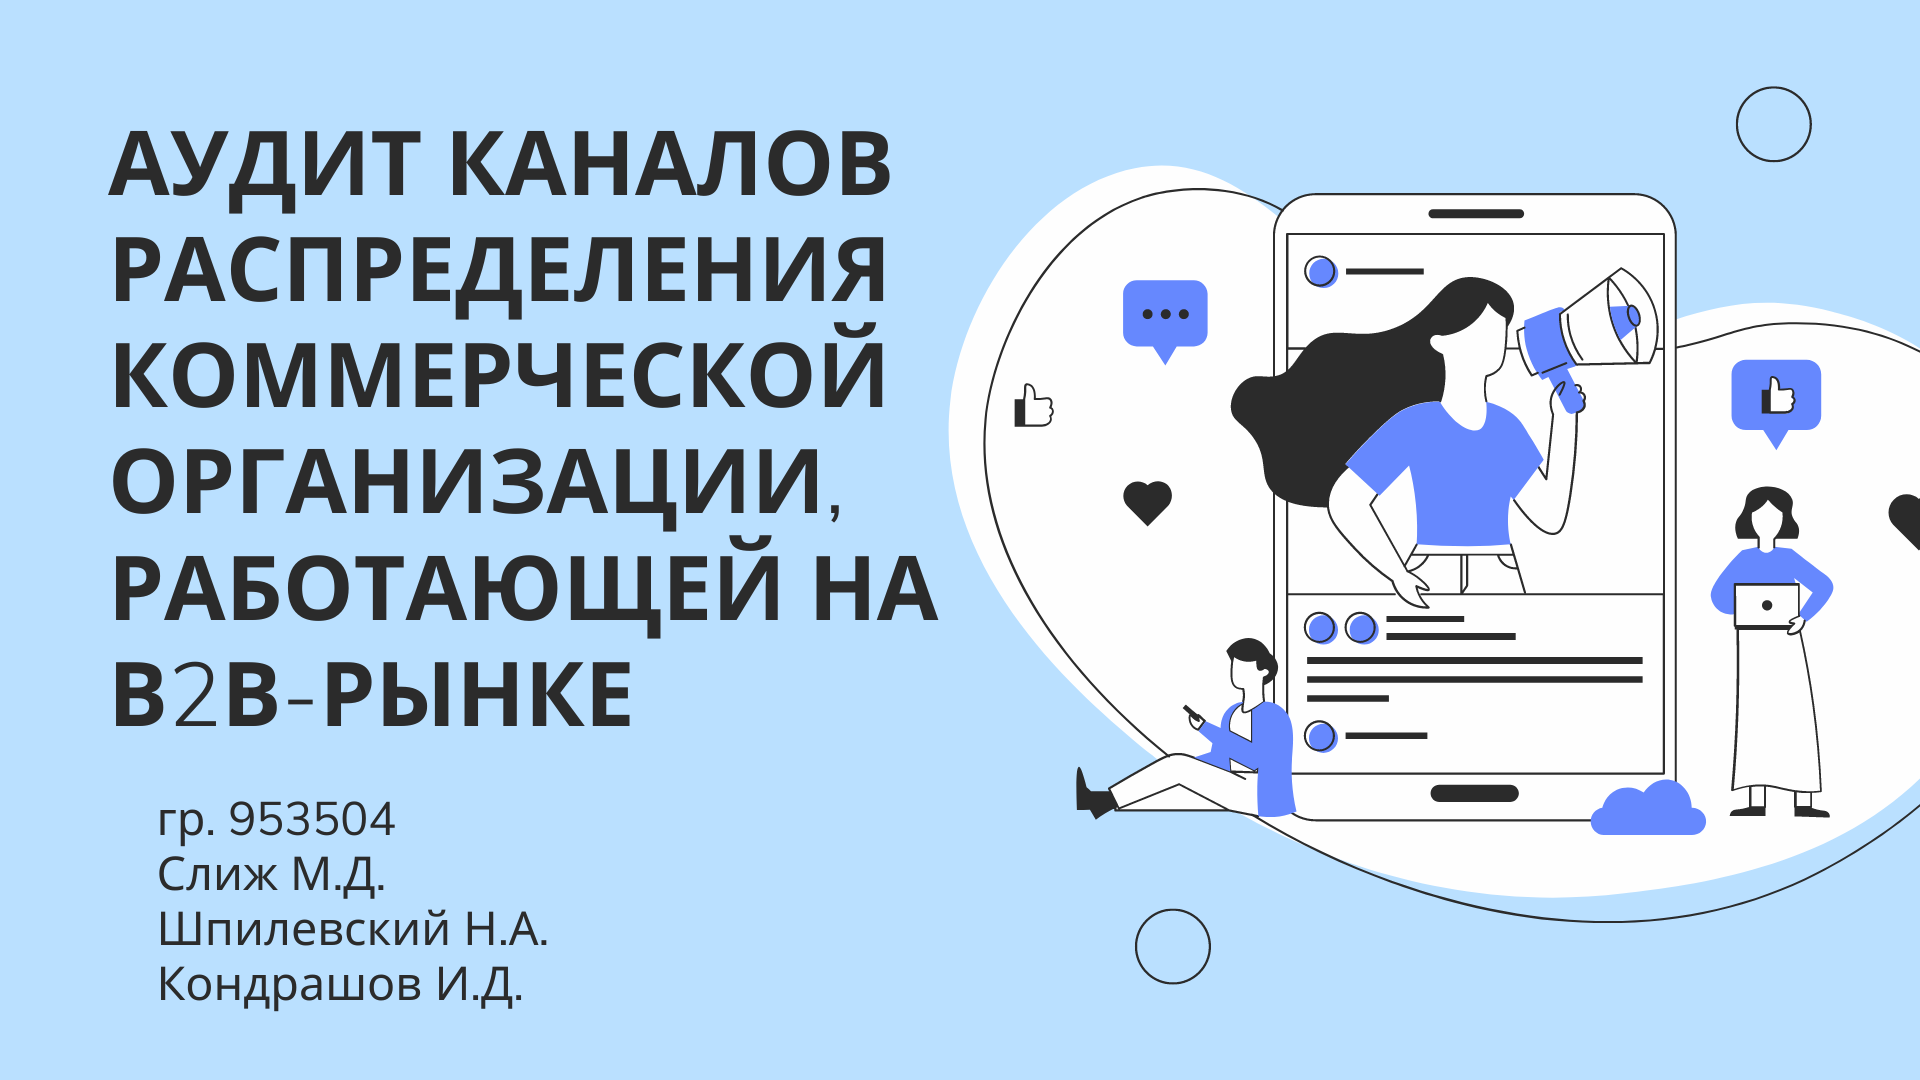 АУДИТ КАНАЛОВ
РАСПРЕДЕЛЕНИЯ
КОММЕРЧЕСКОЙ
ОРГАНИЗАЦИИ,
РАБОТАЮЩЕЙ НА
B2B-РЫНКЕ
гр. 953504
Слиж М.Д.
Шпилевский Н.А.
Кондрашов И.Д.